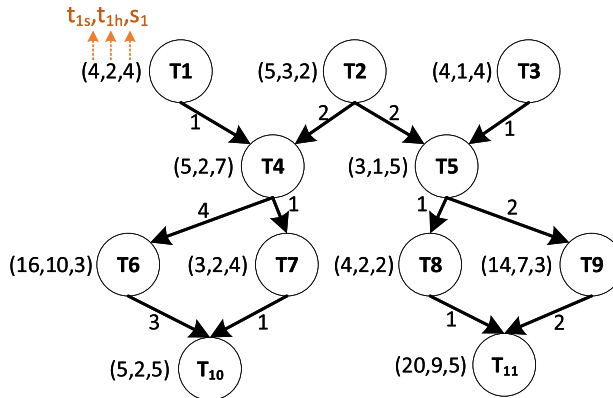 t1s,t1h,s1
(4,2,4) T1 (5,3,2) T2 (4,1,4) T3
1 2 2 1
(5,2,7) T4 (3,1,5) T5
4 1 1 2
(16,10,3) T6 (3,2,4) T7 (4,2,2) T8 (14,7,3) T9
3 1 1 2
(5,2,5) T10 (20,9,5) T11